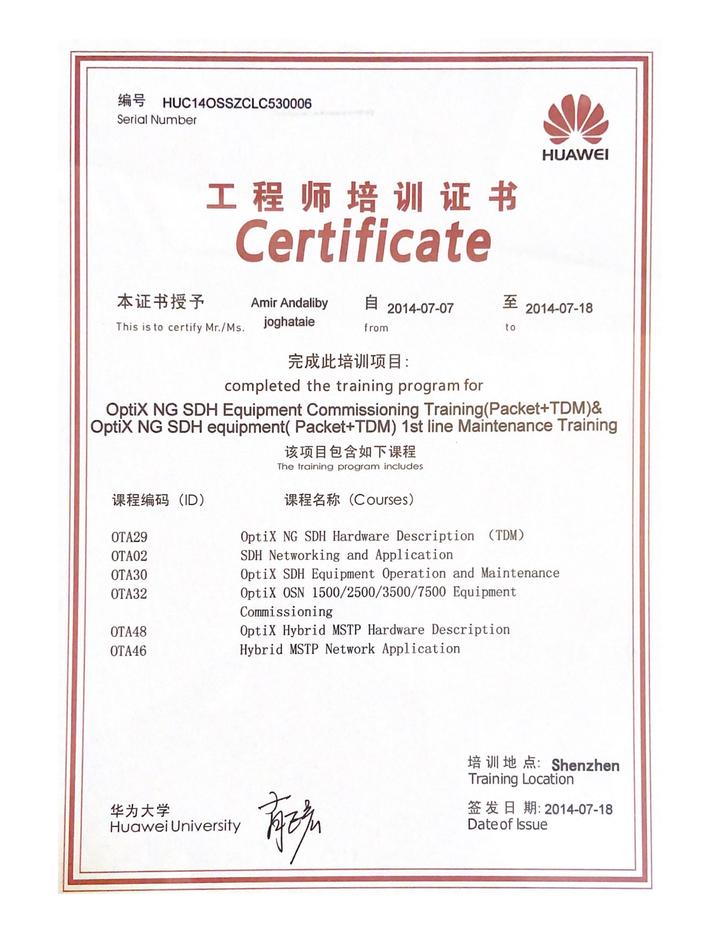 编号 HUC14OSSZCLC530006
Serial Number
HUAWEI
工程师培训证书
Certificate
本证书授予 Amir Andaliby joghataie 自 2014-07-07 至 2014-07-18
This is to certify Mr./Ms. from to
完成此培训项目:
completed the training program for
OptiX NG SDH Equipment Commissioning Training(Packet+TDM)&
OptiX NG SDH equipment( Packet+TDM) 1st line Maintenance Training
该项目包含如下课程
The training program includes
课程编码（ID） 课程名称（Courses）
OTA29 OptiX NG SDH Hardware Description （TDM）
OTA02 SDH Networking and Application
OTA30 OptiX SDH Equipment Operation and Maintenance
OTA32 OptiX OSN 1500/2500/3500/7500 Equipment
Commissioning
OTA48 OptiX Hybrid MSTP Hardware Description
OTA46 Hybrid MSTP Network Application
培训地点: Shenzhen
Training Location
华为大学
Huawei University
签发日期: 2014-07-18
Date of Issue